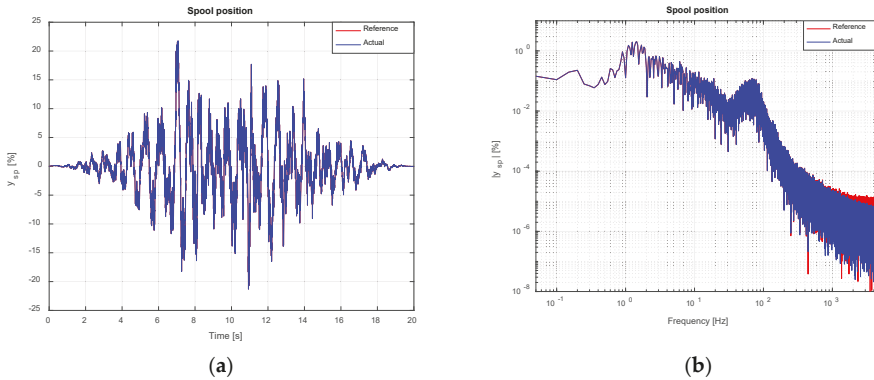 Spool position
Reference
Actual
25
20
15
10
5
0
-5
-10
-15
-20
-25
y sp [%]
0 2 4 6 8 10 12 14 16 18 20
Time [s]
(a)
Spool position
Reference
Actual
10 0
10 -2
10 -4
10 -6
10 -8
|y sp | [%]
10 -1 10 0 10 1 10 2 10 3
Frequency [Hz]
(b)